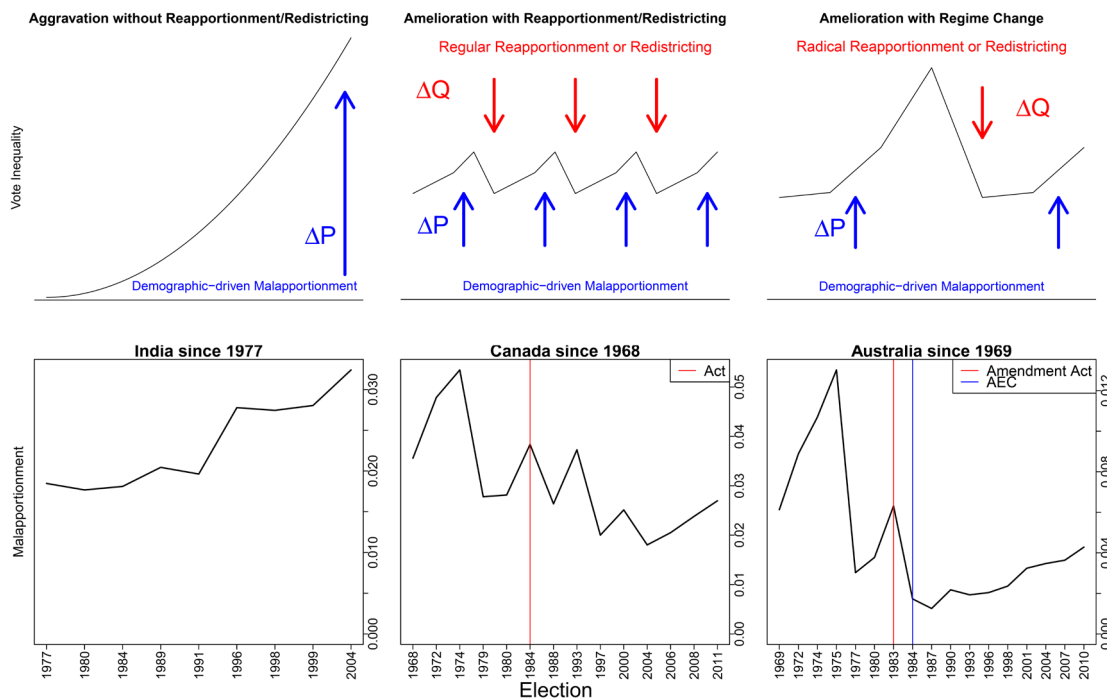 Aggravation without Reapportionment/Redistricting
Amelioration with Reapportionment/Redistricting
Amelioration with Regime Change
Regular Reapportionment or Redistricting
Radical Reapportionment or Redistricting
Vote Inequality
ΔP
ΔQ
ΔP
ΔQ
ΔP
Demographic−driven Malapportionment
Demographic−driven Malapportionment
Demographic−driven Malapportionment
India since 1977
Canada since 1968
Australia since 1969
Malapportionment
0.030
0.020
0.010
0.000
1977
1980
1984
1989
1991
1996
1998
1999
2004
Act
0.05
0.04
0.03
0.02
0.01
0.00
1968
1972
1974
1979
1980
1984
1988
1993
1997
2000
2004
2006
2011
Amendment Act
AEC
0.012
0.008
0.004
0.000
1969
1972
1974
1975
1977
1980
1983
1984
1987
1990
1993
1996
1998
2001
2004
2007
2010
Election